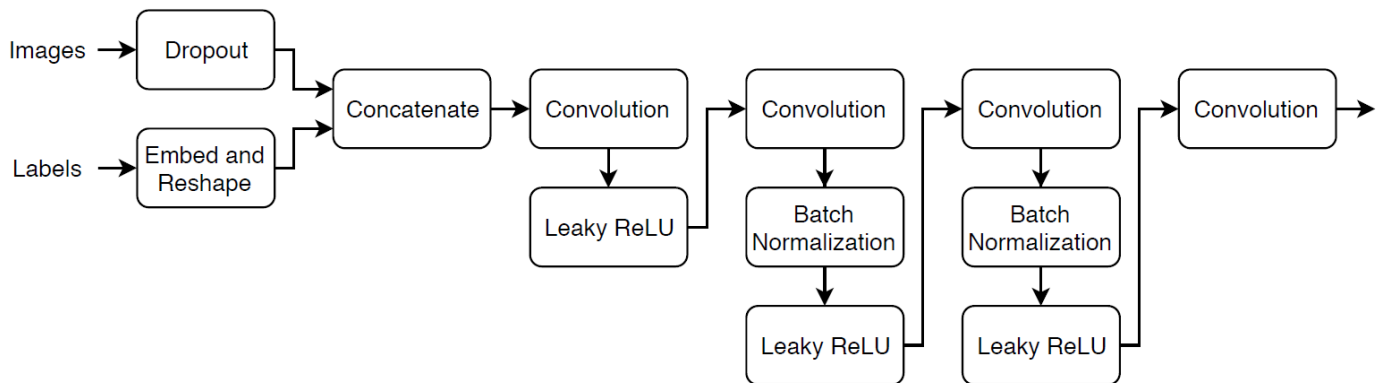 Images
Dropout
Labels
Embed and
Reshape
Concatenate
Convolution
Leaky ReLU
Convolution
Batch
Normalization
Leaky ReLU
Convolution
Batch
Normalization
Leaky ReLU
Convolution